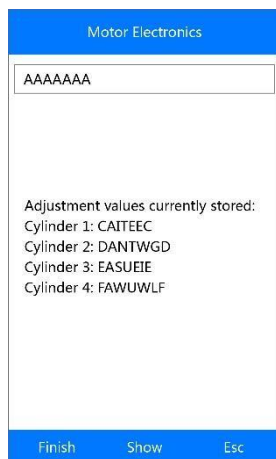 Motor Electronics
AAAAAAA
Adjustment values currently stored:
Cylinder 1: CAITEEC
Cylinder 2: DANTWGD
Cylinder 3: EASUEIE
Cylinder 4: FAWUWLF
Finish Show Esc